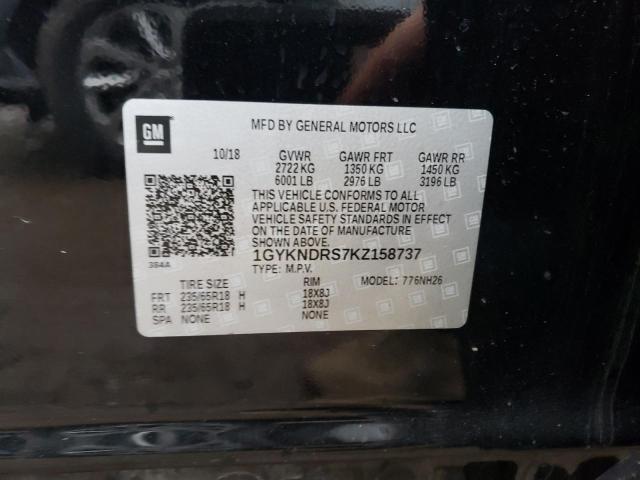 GM
MFD BY GENERAL MOTORS LLC
10/18 GVWR GAWR FRT GAWR RR
2722 KG 1350 KG 1450 KG
6001 LB 2976 LB 3196 LB
THIS VEHICLE CONFORMS TO ALL
APPLICABLE U.S. FEDERAL MOTOR
VEHICLE SAFETY STANDARDS IN EFFECT
ON THE DATE OF MANUFACTURE
SHOWN ABOVE.
384A
1GYKNDRS7KZ158737
TYPE: M.P.V. MODEL: 776NH26
TIRE SIZE RIM
FRT 235/65R18 H 18X8J
RR 235/65R18 H 18X8J
SPA NONE NONE